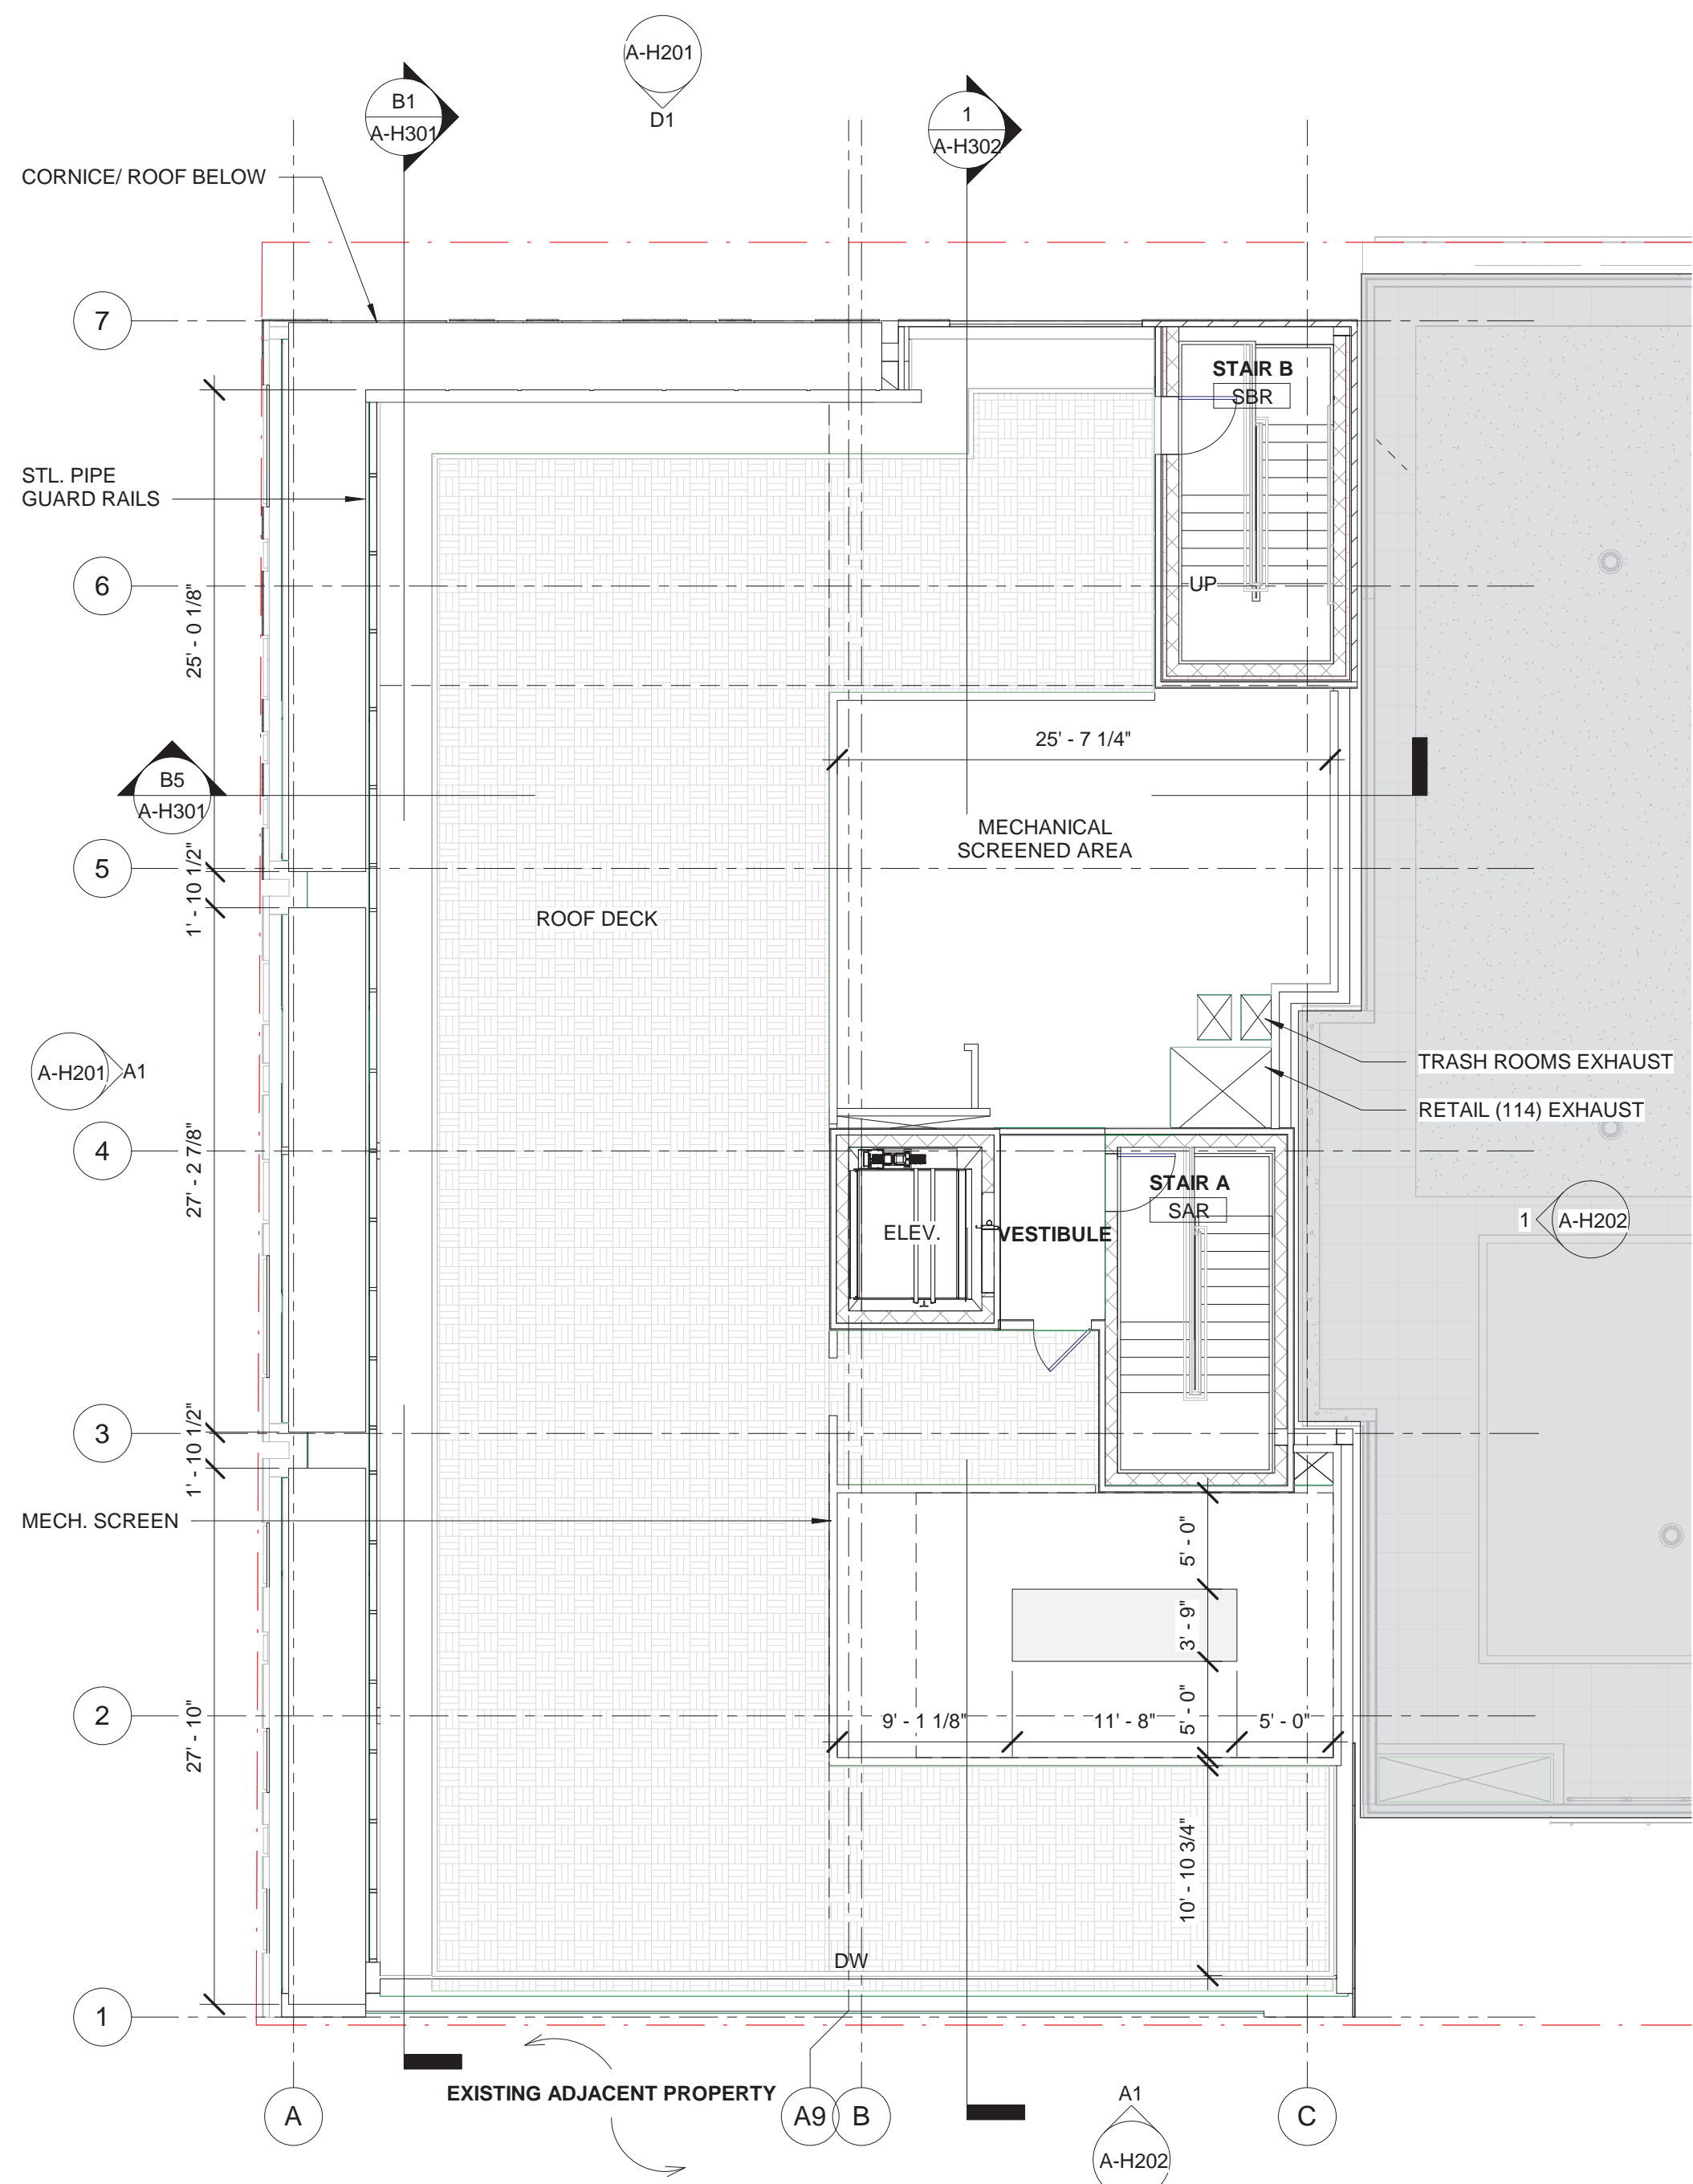 A-H201
D1
B1
A-H301
1
A-H302
CORNICE/ ROOF BELOW
7
STAIR B
SBR
STL. PIPE
GUARD RAILS
6
UP
25' - 0 1/8"
25' - 7 1/4"
B5
A-H301
MECHANICAL
SCREENED AREA
5
1' - 10 1/2"
ROOF DECK
A-H201
A1
TRASH ROOMS EXHAUST
RETAIL (114) EXHAUST
4
27' - 2 7/8"
STAIR A
SAR
ELEV.
VESTIBULE
1
A-H202
3
1' - 10 1/2"
MECH. SCREEN
5' - 0"
3' - 9"
5' - 0"
2
9' - 1 1/8"
11' - 8"
5' - 0"
27' - 10"
10' - 10 3/4"
DW
1
EXISTING ADJACENT PROPERTY
A
A9
B
C
A1
A-H202